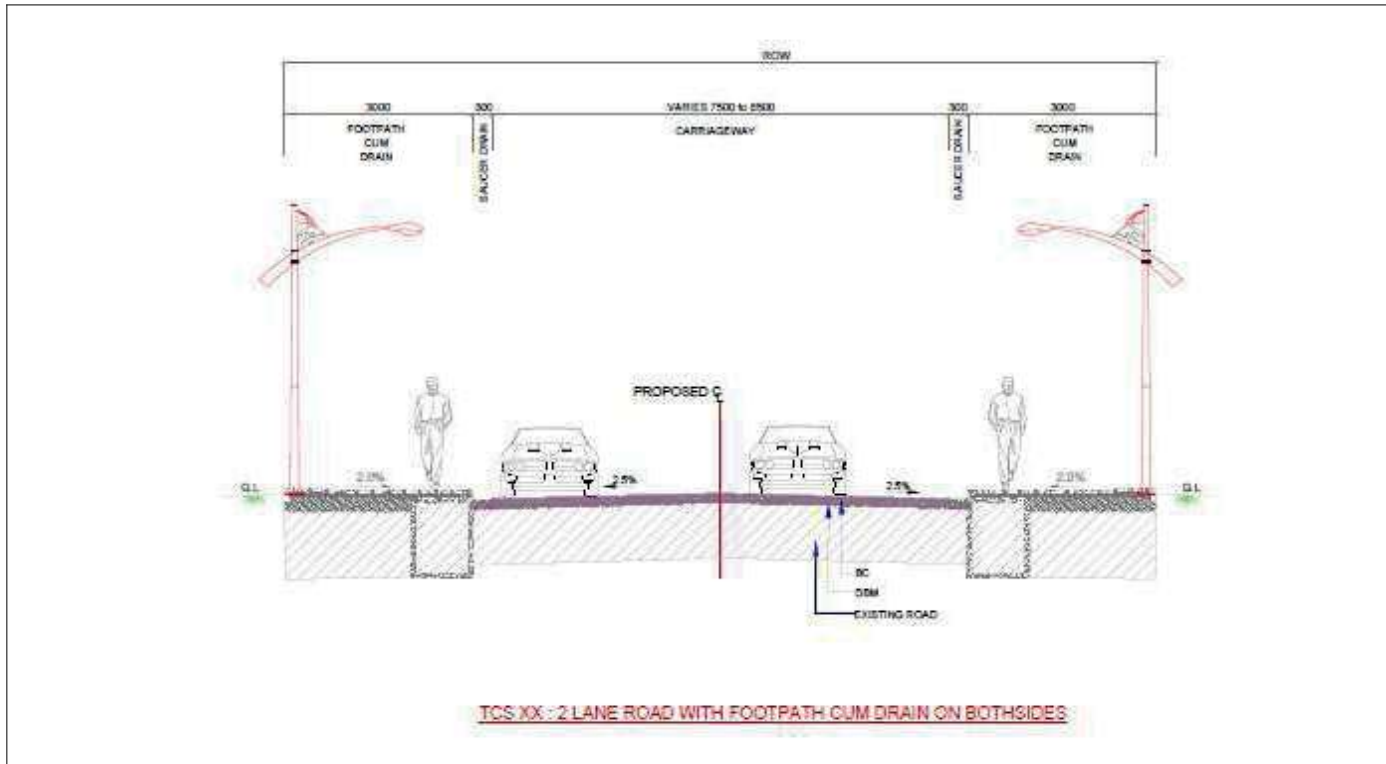 ROW
3000
300
VARIES 7500 to 8500
300
3000
FOOTPATH
CUM
DRAIN
SAUCER DRAIN
CARRIAGEWAY
SAUCER DRAIN
FOOTPATH
CUM
DRAIN
PROPOSED C
L
2.0%
2.5%
2.5%
2.0%
G.L
G.L
BC
DBM
EXISTING ROAD
TCS XX : 2 LANE ROAD WITH FOOTPATH CUM DRAIN ON BOTHSIDES